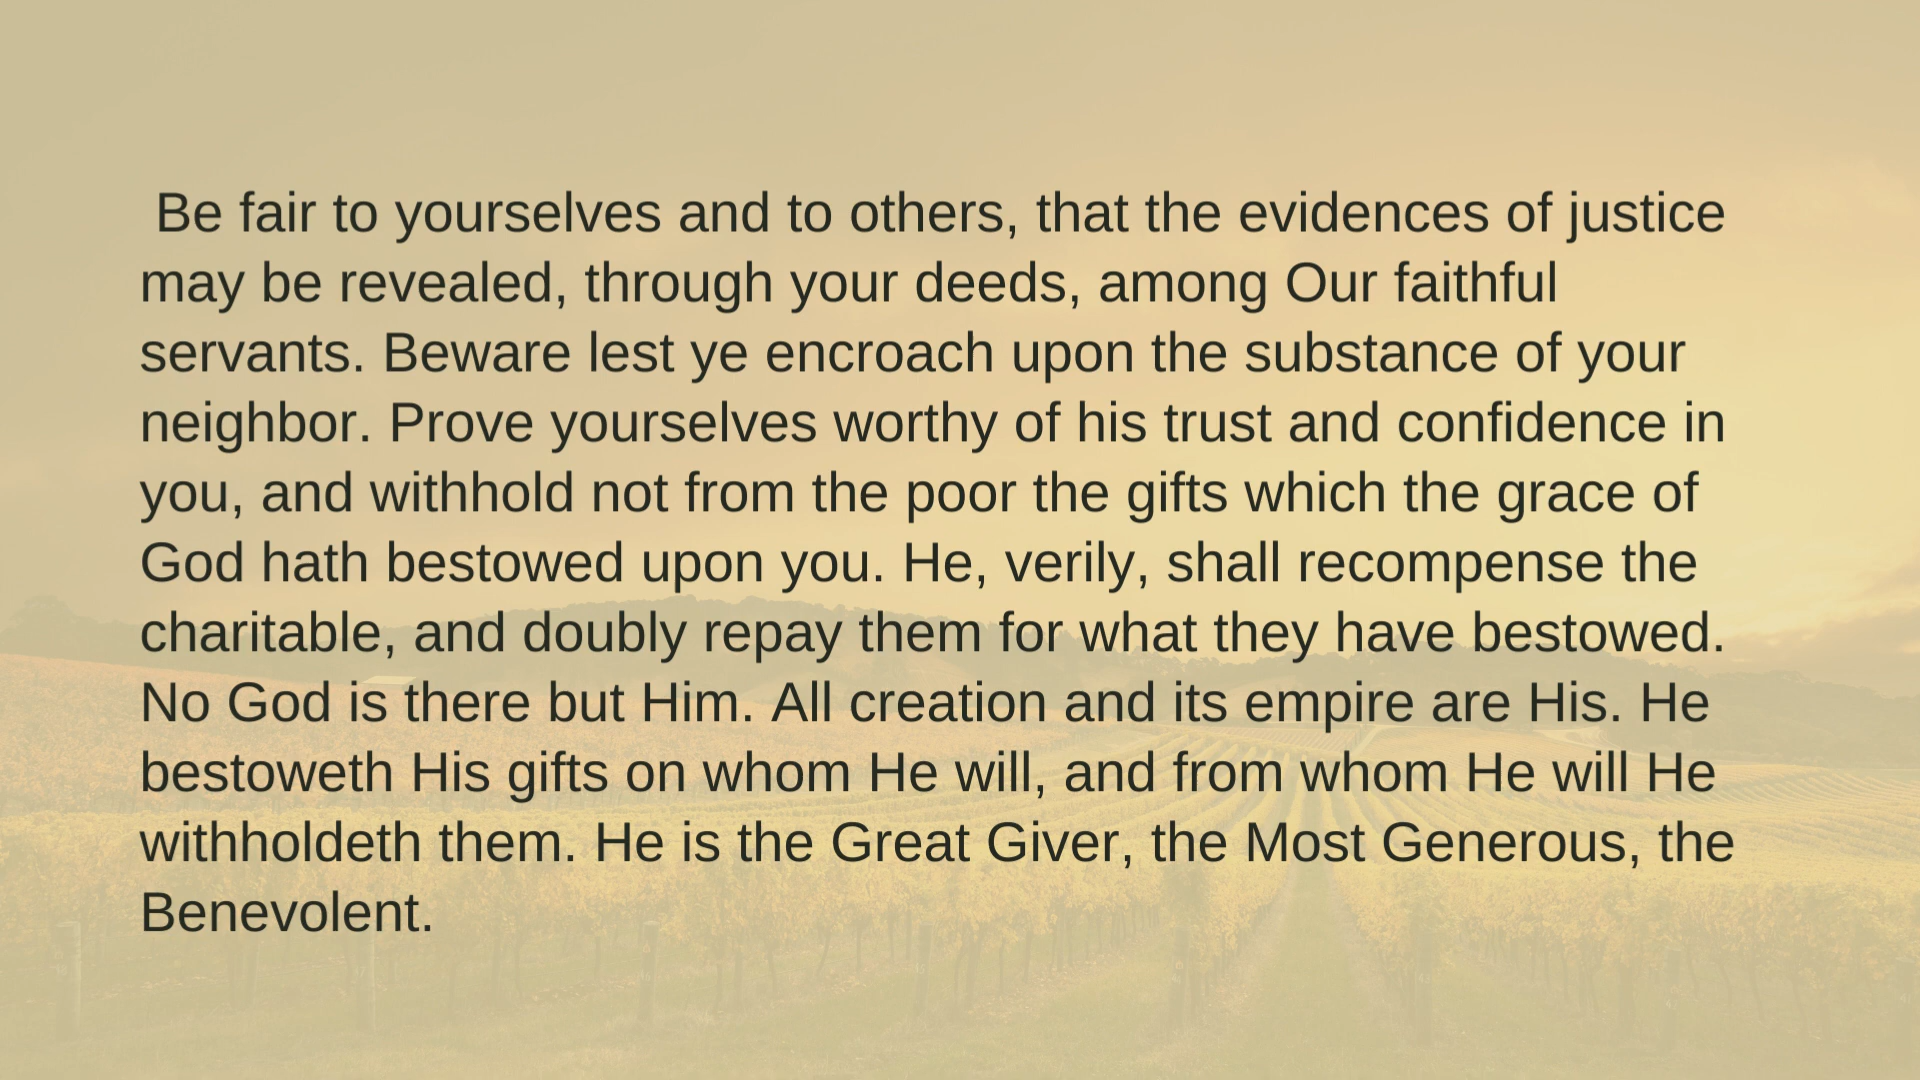 Be fair to yourselves and to others, that the evidences of justice
may be revealed, through your deeds, among Our faithful
servants. Beware lest ye encroach upon the substance of your
neighbor. Prove yourselves worthy of his trust and confidence in
you, and withhold not from the poor the gifts which the grace of
God hath bestowed upon you. He, verily, shall recompense the
charitable, and doubly repay them for what they have bestowed.
No God is there but Him. All creation and its empire are His. He
bestoweth His gifts on whom He will, and from whom He will He
withholdeth them. He is the Great Giver, the Most Generous, the
Benevolent.